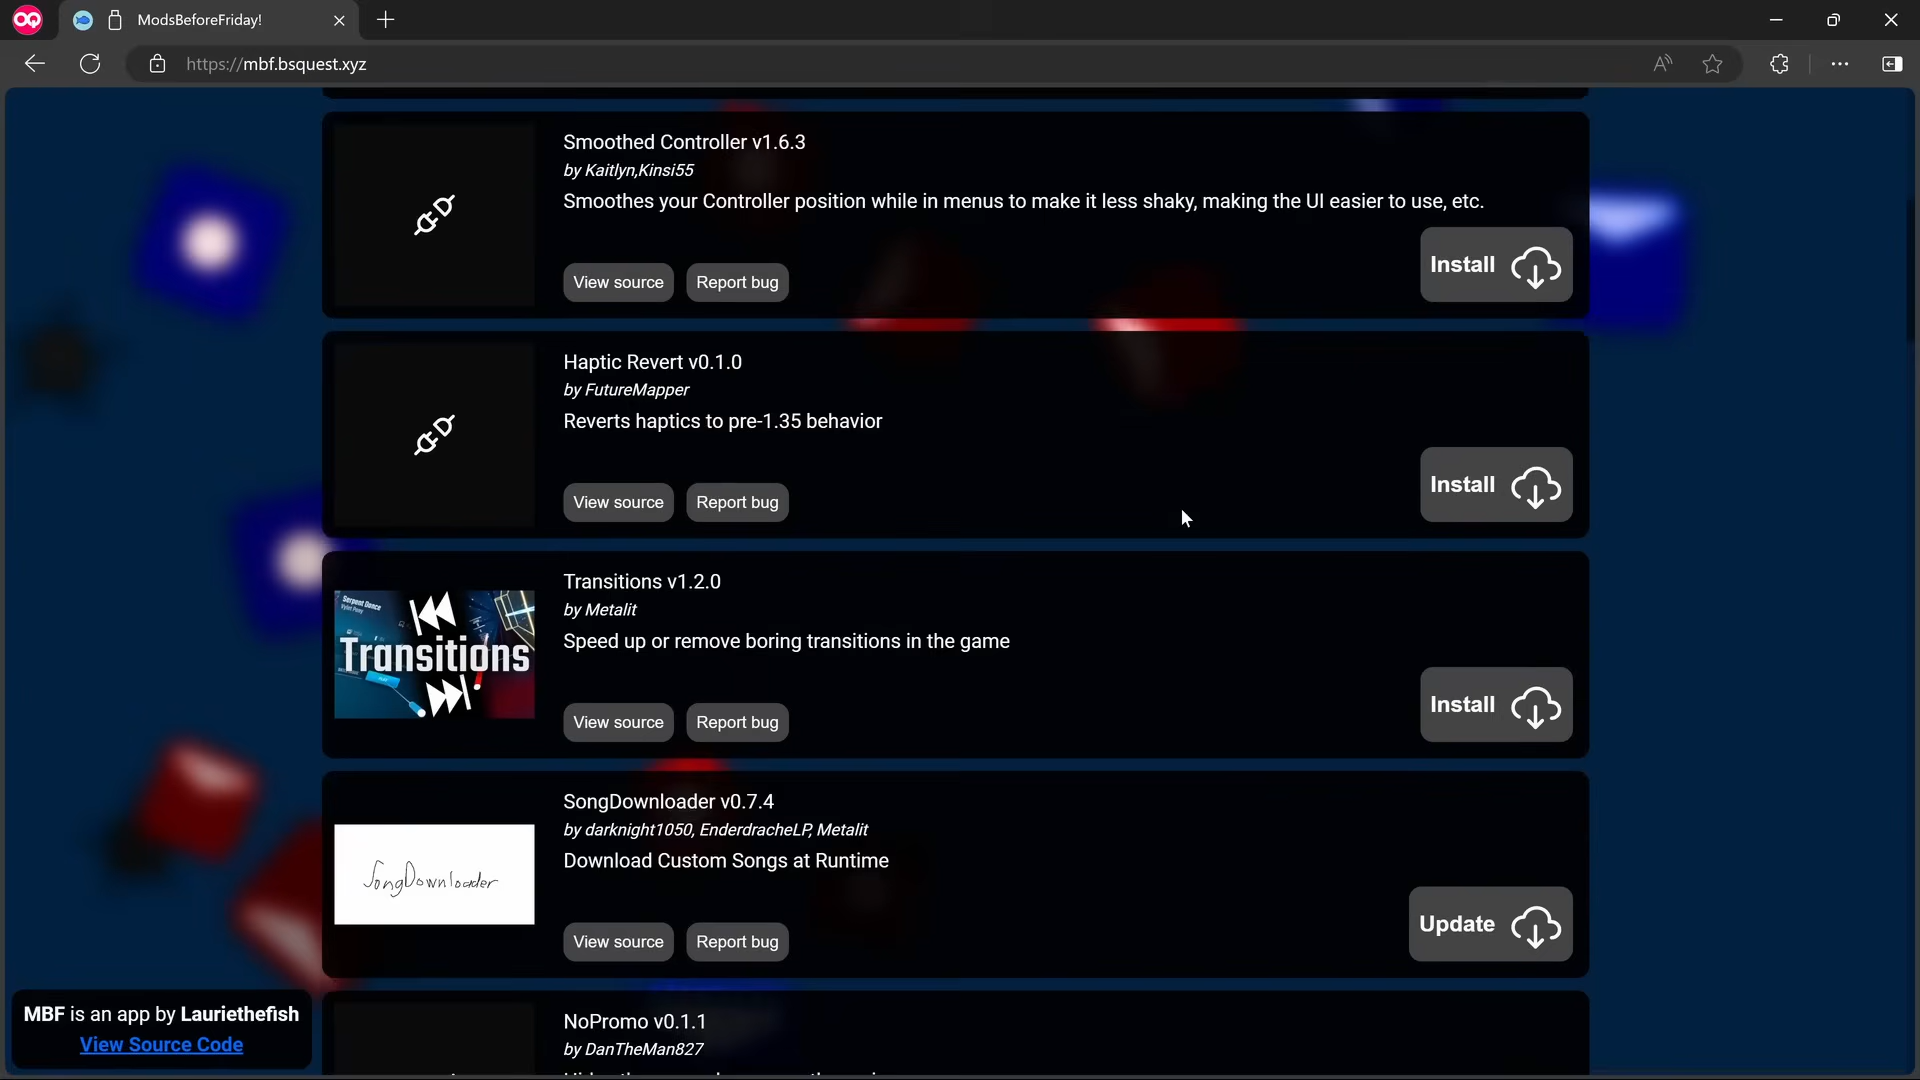 ModsBeforeFriday!
https://mbf.bsquest.xyz
Smoothed Controller v1.6.3
by Kaitlyn,Kinsi55
Smoothes your Controller position while in menus to make it less shaky, making the UI easier to use, etc.
Install
View source
Report bug
Haptic Revert v0.1.0
by FutureMapper
Reverts haptics to pre-1.35 behavior
Install
View source
Report bug
Serpent Dance
Transitions
Transitions v1.2.0
by Metalit
Speed up or remove boring transitions in the game
Install
View source
Report bug
SongDownloader
SongDownloader v0.7.4
by darknight1050, EnderdracheLP, Metalit
Download Custom Songs at Runtime
Update
View source
Report bug
NoPromo v0.1.1
by DanTheMan827
MBF is an app by Lauriethefish
View Source Code